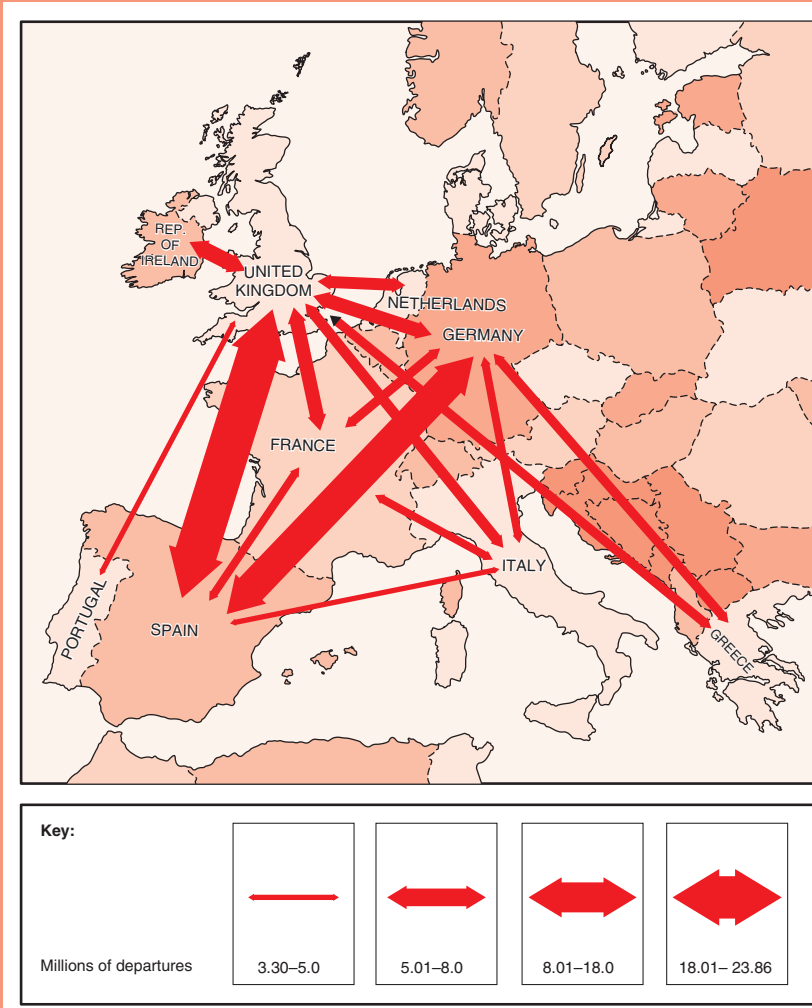 REP.
OF
IRELAND
UNITED
KINGDOM
NETHERLANDS
GERMANY
FRANCE
ITALY
PORTUGAL
SPAIN
GREECE
Key:
Millions of departures
3.30–5.0
5.01–8.0
8.01–18.0
18.01– 23.86